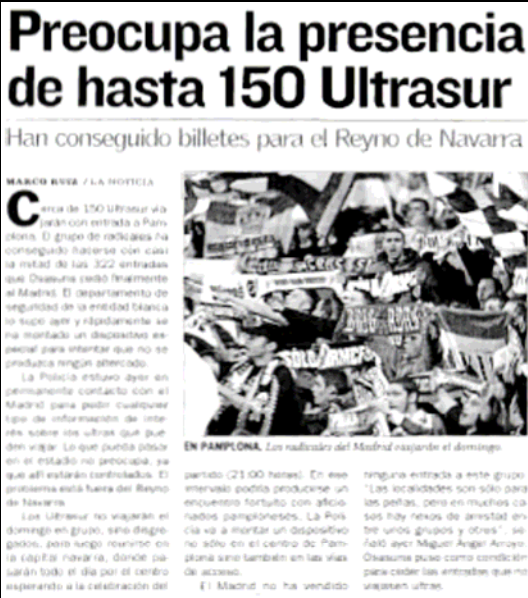 Preocupa la presencia
de hasta 150 Ultrasur
Han conseguido billetes para el Reyno de Navarra
MARCO RUIZ / LA NOTICIA
Cerca de 150 Ultrasur via-
jarán con entrada a Pam-
plona. El grupo de radicales ha
conseguido hacerse con casi
la mitad de las 322 entradas
que Osasuna cedió finalmente
al Madrid. El departamento de
seguridad de la entidad blanca
lo supo ayer y rápidamente se
ha montado un dispositivo es-
pecial para intentar que no se
produzca ningún altercado.
La Policía estuvo ayer en
permanente contacto con el
Madrid para pedir cualquier
tipo de información de inte-
rés sobre los ultras que pue-
den viajar. Lo que pueda pasar
en el estadio no preocupa, ya
que allí estarán controlados. El
problema está fuera del Reyno
de Navarra.
Los Ultrasur no viajarán el
domingo en grupo, sino disgre-
gados, para luego reunirse en
la capital navarra, donde pa-
sarán todo el día por el centro
esperando a la celebración del
SOLO
EN PAMPLONA. Los radicales del Madrid viajarán el domingo.
partido (21:00 horas). En ese
intervalo podría producirse un
encuentro fortuito con aficio-
nados pamploneses. La Poli-
cía va a montar un dispositivo
no sólo en el centro de Pam-
plona sino también en las vías
de acceso.
El Madrid no ha vendido
ninguna entrada a este grupo.
"Las localidades son sólo para
las peñas, pero en muchos ca-
sos hay nexos de amistad en-
tre unos grupos y otros", se-
ñaló ayer Miguel Ángel Arroyo.
Osasuna puso como condición
para ceder las entradas que no
viajasen ultras.